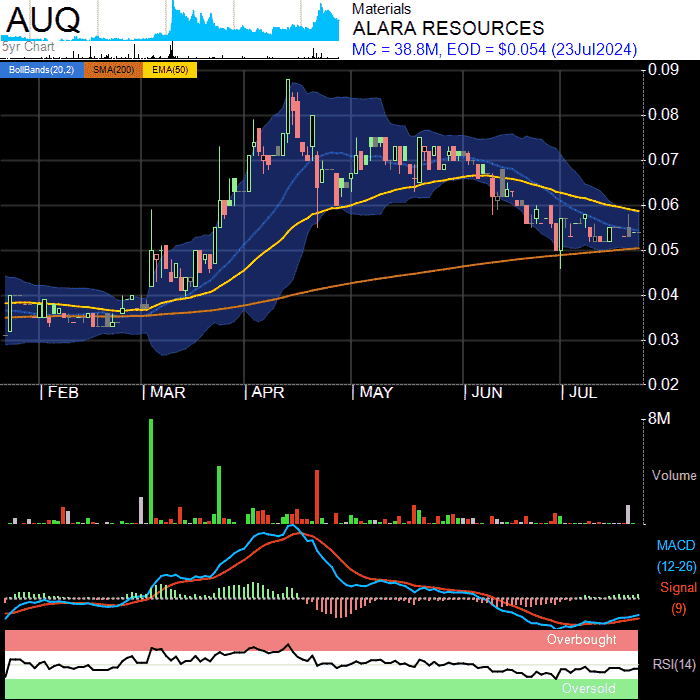 AUQ
5yr Chart
Materials
ALARA RESOURCES
MC = 38.8M, EOD = $0.054 (23Jul2024)
BollBands(20,2) SMA(200) EMA(50)
0.09
0.08
0.07
0.06
0.05
0.04
0.03
0.02
FEB MAR APR MAY JUN JUL
8M
Volume
MACD
(12-26)
Signal
(9)
Overbought
RSI(14)
Oversold